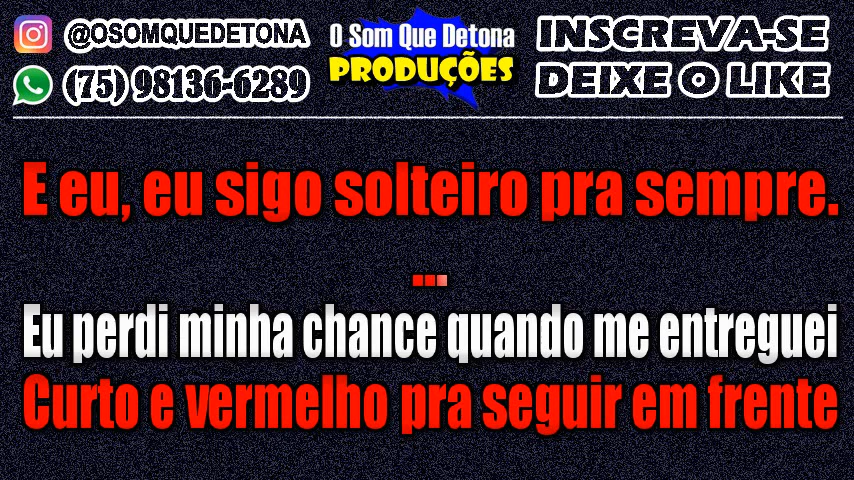 @OSOMQUEDETONA
(75) 98136-6289
O Som Que Detona
PRODUÇÕES
INSCREVA-SE
DEIXE O LIKE
E eu, eu sigo solteiro pra sempre.
...
Eu perdi minha chance quando me entreguei
Curto e vermelho pra seguir em frente